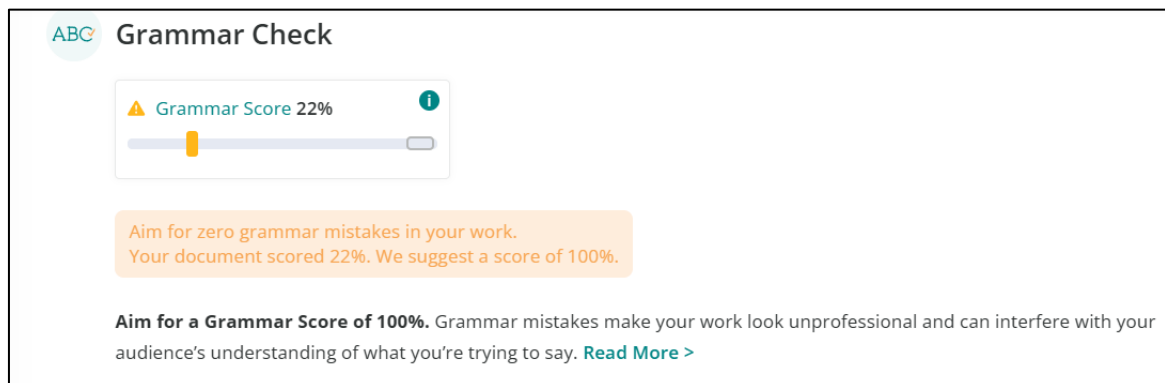 ABC Grammar Check
Grammar Score 22%
Aim for zero grammar mistakes in your work.
Your document scored 22%. We suggest a score of 100%.
Aim for a Grammar Score of 100%. Grammar mistakes make your work look unprofessional and can interfere with your
audience’s understanding of what you’re trying to say. Read More >